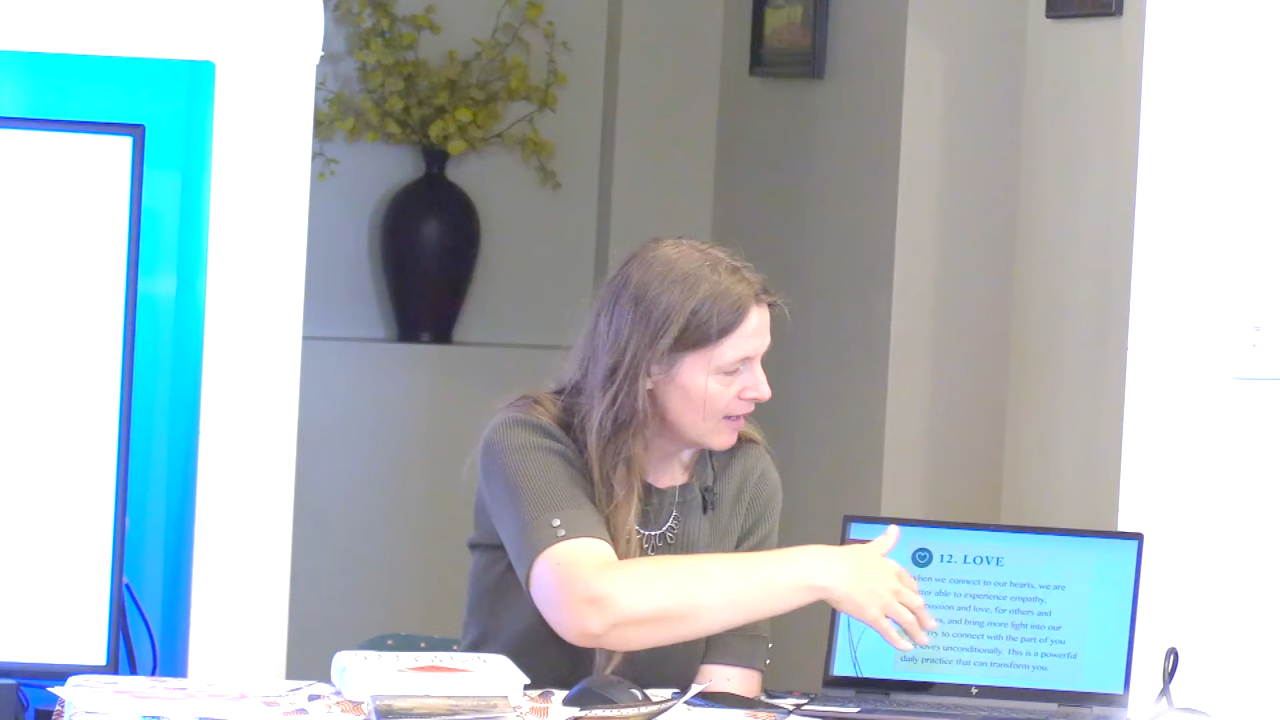 12. LOVE
when we connect to our hearts, we are
able to experience empathy,
and love, for others and
and bring more light into our
to connect with the part of you
unconditionally. This is a powerful
daily practice that can transform you.
hp